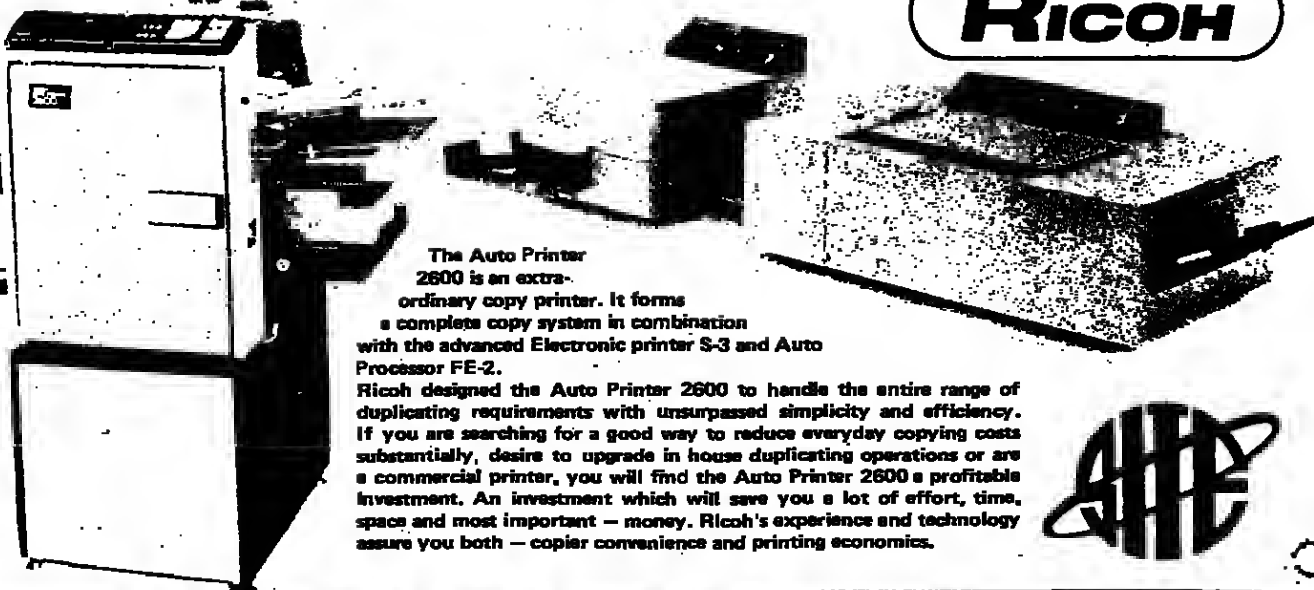 RICOH
The Auto Printer
2600 is an extra-
ordinary copy printer. It forms
a complete copy system in combination
with the advanced Electronic printer S-3 and Auto
Processor FE-2.
Ricoh designed the Auto Printer 2600 to handle the entire range of
duplicating requirements with unsurpassed simplicity and efficiency.
If you are searching for a good way to reduce everyday copying costs
substantially, desire to upgrade in house duplicating operations or are
a commercial printer, you will find the Auto Printer 2600 a profitable
investment. An investment which will save you a lot of effort, time,
space and most important — money. Ricoh's experience and technology
assure you both — copier convenience and printing economics.